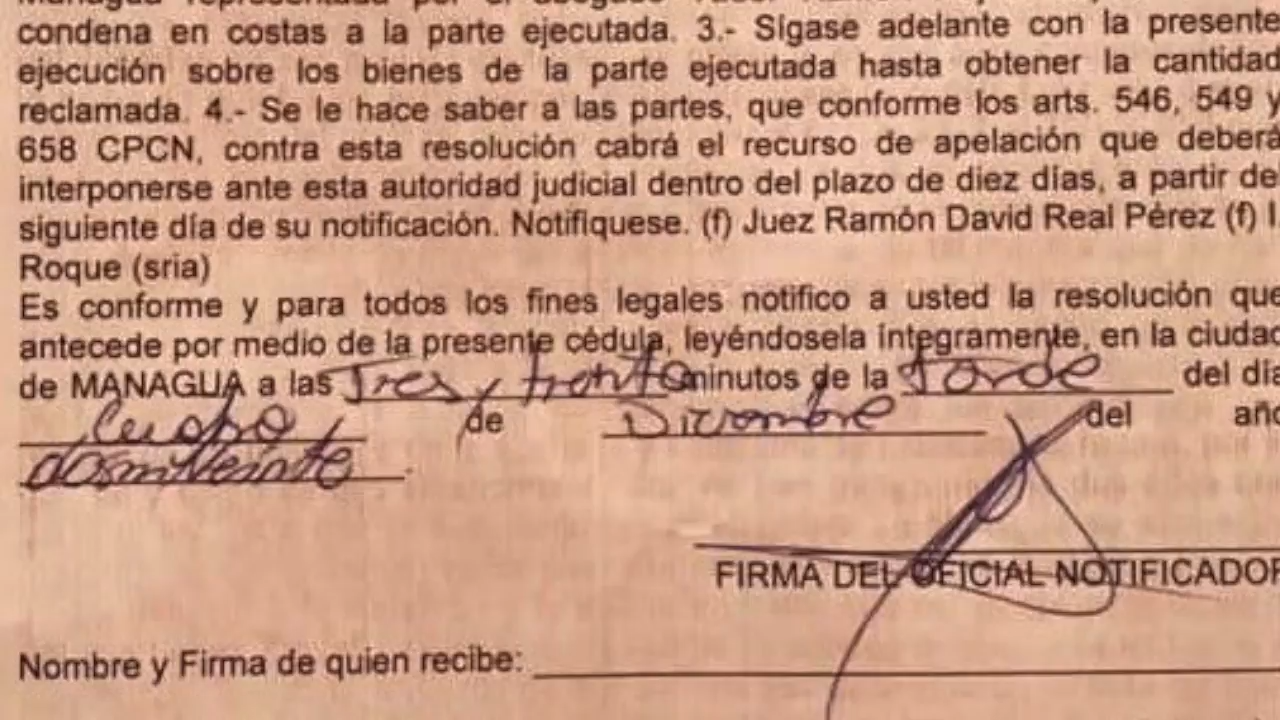 condena en costas a la parte ejecutada. 3.- Sígase adelante con la presente
ejecución sobre los bienes de la parte ejecutada hasta obtener la cantidad
reclamada. 4.- Se le hace saber a las partes, que conforme los arts. 546, 549 y
658 CPCN, contra esta resolución cabrá el recurso de apelación que deberá
interponerse ante esta autoridad judicial dentro del plazo de diez días, a partir de
siguiente día de su notificación. Notifíquese. (f) Juez Ramón David Real Pérez (f) I.
Roque (sria)
Es conforme y para todos los fines legales notifico a usted la resolución que
antecede por medio de la presente cédula, leyéndosela íntegramente, en la ciudad
de MANAGUA a las Tres y treinta minutos de la tarde del día
de Diciembre del año
dosmilveinte
FIRMA DEL OFICIAL NOTIFICADOR
Nombre y Firma de quien recibe: